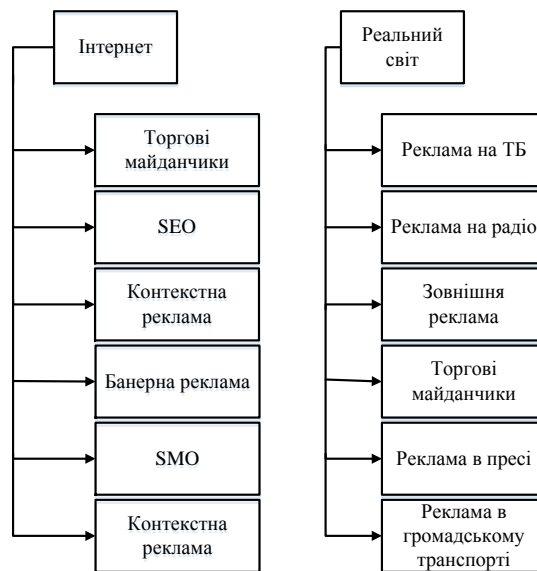 Інтернет
Торгові
майданчики
SEO
Контекстна
реклама
Банерна реклама
SMO
Контекстна
реклама
Реальний
світ
Реклама на ТБ
Реклама на радіо
Зовнішня
реклама
Торгові
майданчики
Реклама в пресі
Реклама в
громадському
транспорті